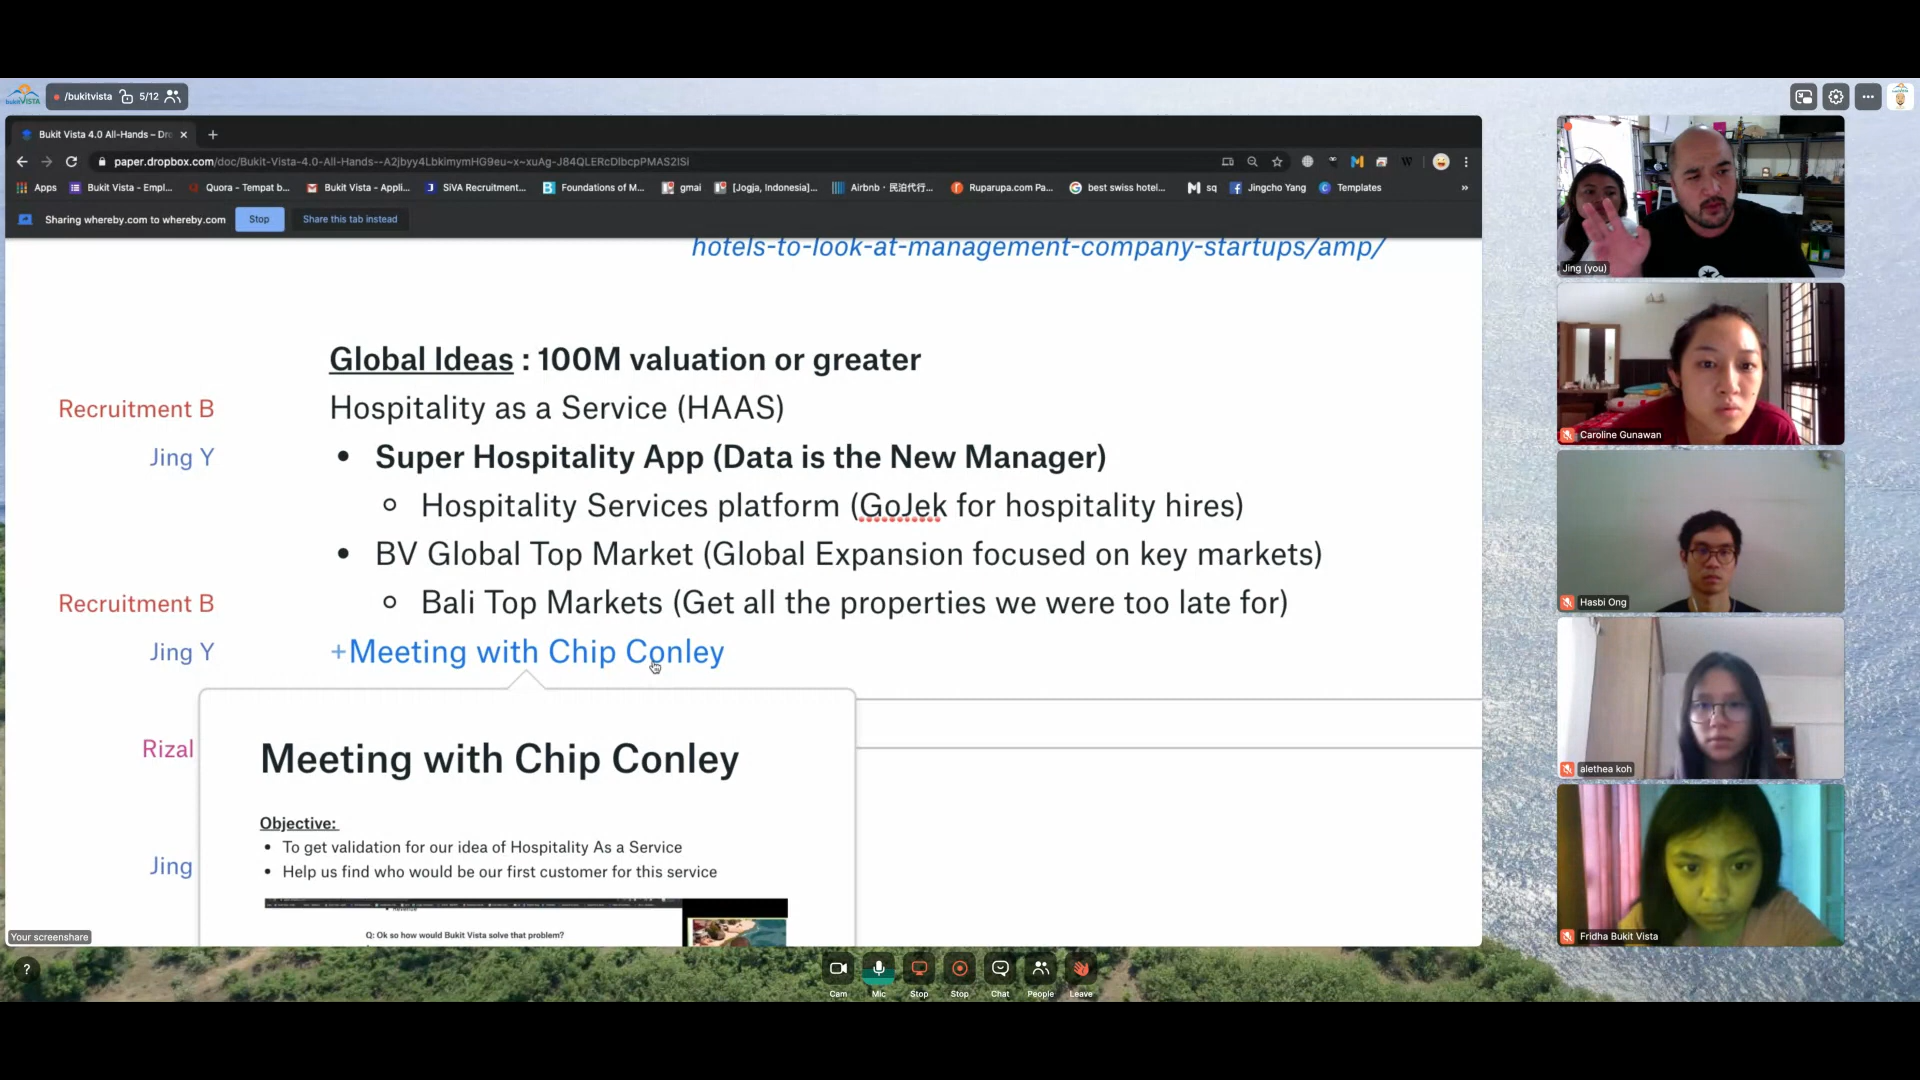 bukitVISTA
/bukitvista 5/12
Bukit Vista 4.0 All-Hands – Dro
paper.dropbox.com/doc/Bukit-Vista-4.0-All-Hands--A2jbyy4LbkimymHG9eu~x~xuAg-J84QLERcDlbcpPMAS2ISi
Apps Bukit Vista - Empl... Quora - Tempat b... Bukit Vista - Appli... SiVA Recruitment... Foundations of M... gmai [Jogja, Indonesia]... Airbnb · 民泊代行... Ruparupa.com Pa... best swiss hotel... sq Jingcho Yang Templates »
Sharing whereby.com to whereby.com Stop Share this tab instead
hotels-to-look-at-management-company-startups/amp/
Global Ideas : 100M valuation or greater
Recruitment B Hospitality as a Service (HAAS)
Jing Y • Super Hospitality App (Data is the New Manager)
Hospitality Services platform (GoJek for hospitality hires)
• BV Global Top Market (Global Expansion focused on key markets)
Recruitment B Bali Top Markets (Get all the properties we were too late for)
Jing Y +Meeting with Chip Conley
Rizal
Meeting with Chip Conley
Objective:
• To get validation for our idea of Hospitality As a Service
Jing
• Help us find who would be our first customer for this service
Q: Ok so how would Bukit Vista solve that problem?
Your screenshare
Jing (you)
Caroline Gunawan
Hasbi Ong
alethea koh
Fridha Bukit Vista
?
Cam Mic Stop Stop Chat People Leave